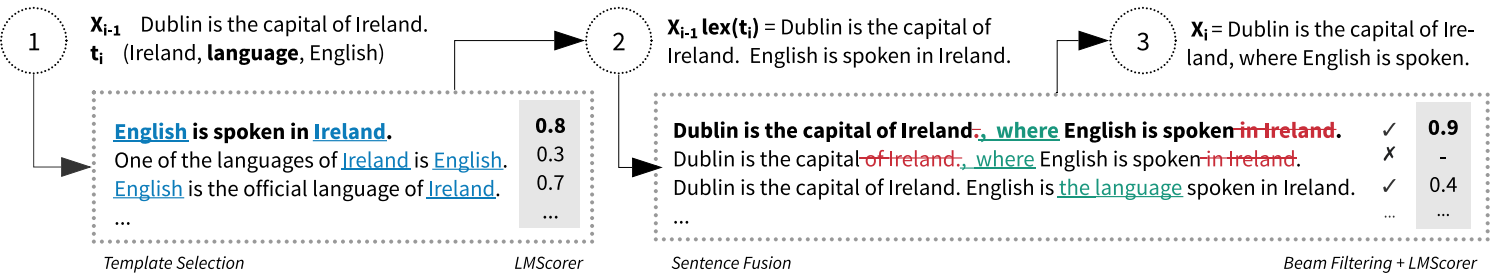 1
X_{i-1} Dublin is the capital of Ireland.
t_i (Ireland, language, English)
English is spoken in Ireland. 0.8
One of the languages of Ireland is English. 0.3
English is the official language of Ireland. 0.7
... ...
Template Selection LMScorer
2
X_{i-1} lex(t_i) = Dublin is the capital of
Ireland. English is spoken in Ireland.
Dublin is the capital of Ireland., where English is spoken in Ireland. ✓ 0.9
Dublin is the capital of Ireland., where English is spoken in Ireland. ✗ -
Dublin is the capital of Ireland. English is the language spoken in Ireland. ✓ 0.4
... ... ...
Sentence Fusion Beam Filtering + LMScorer
3
X_i = Dublin is the capital of Ire-
land, where English is spoken.